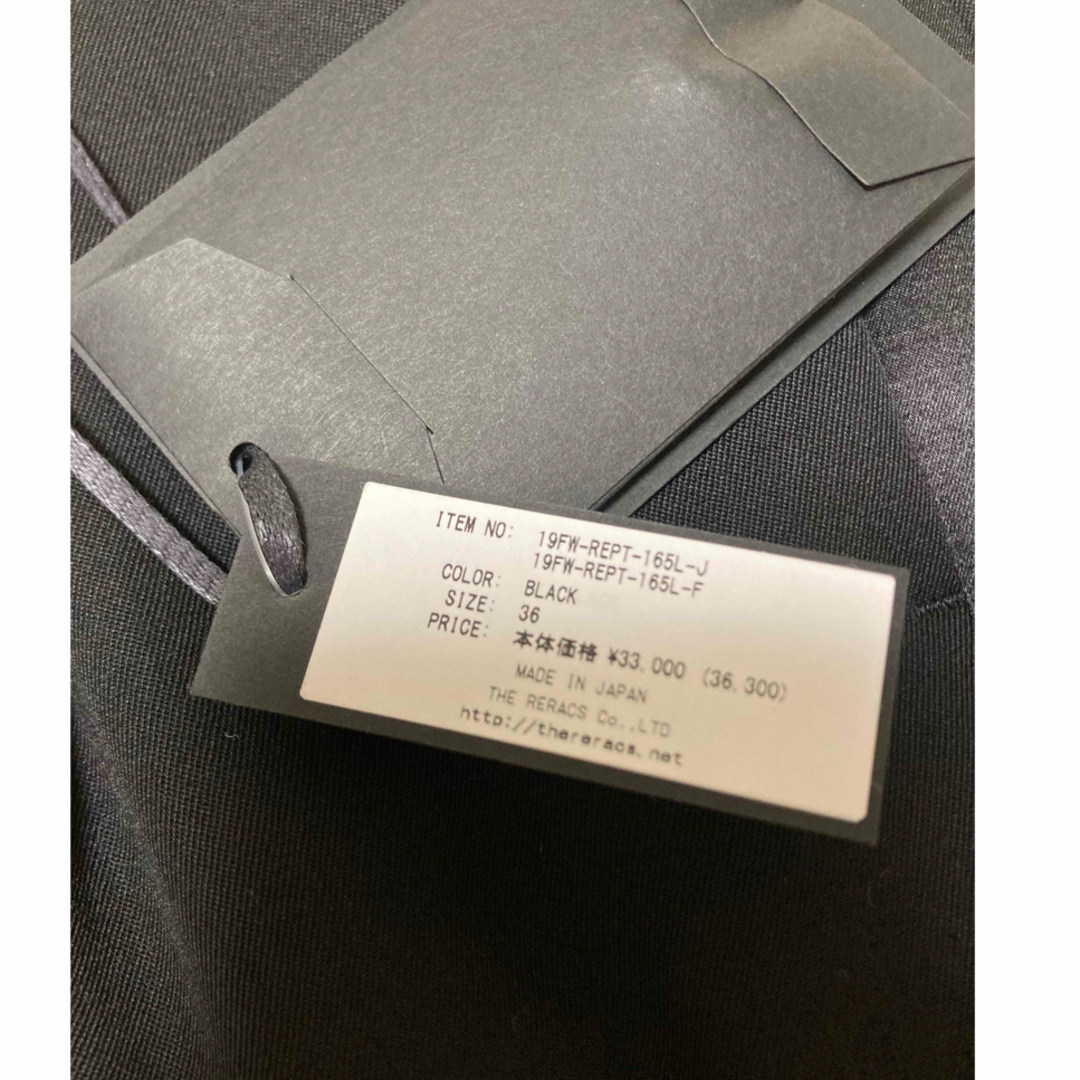 ITEM NO: 19FW-REPT-165L-J
19FW-REPT-165L-F
COLOR: BLACK
SIZE: 36
PRICE: 本体価格 ¥33,000 (36,300)
MADE IN JAPAN
THE RERACS Co.,LTD
http://thereracs.net